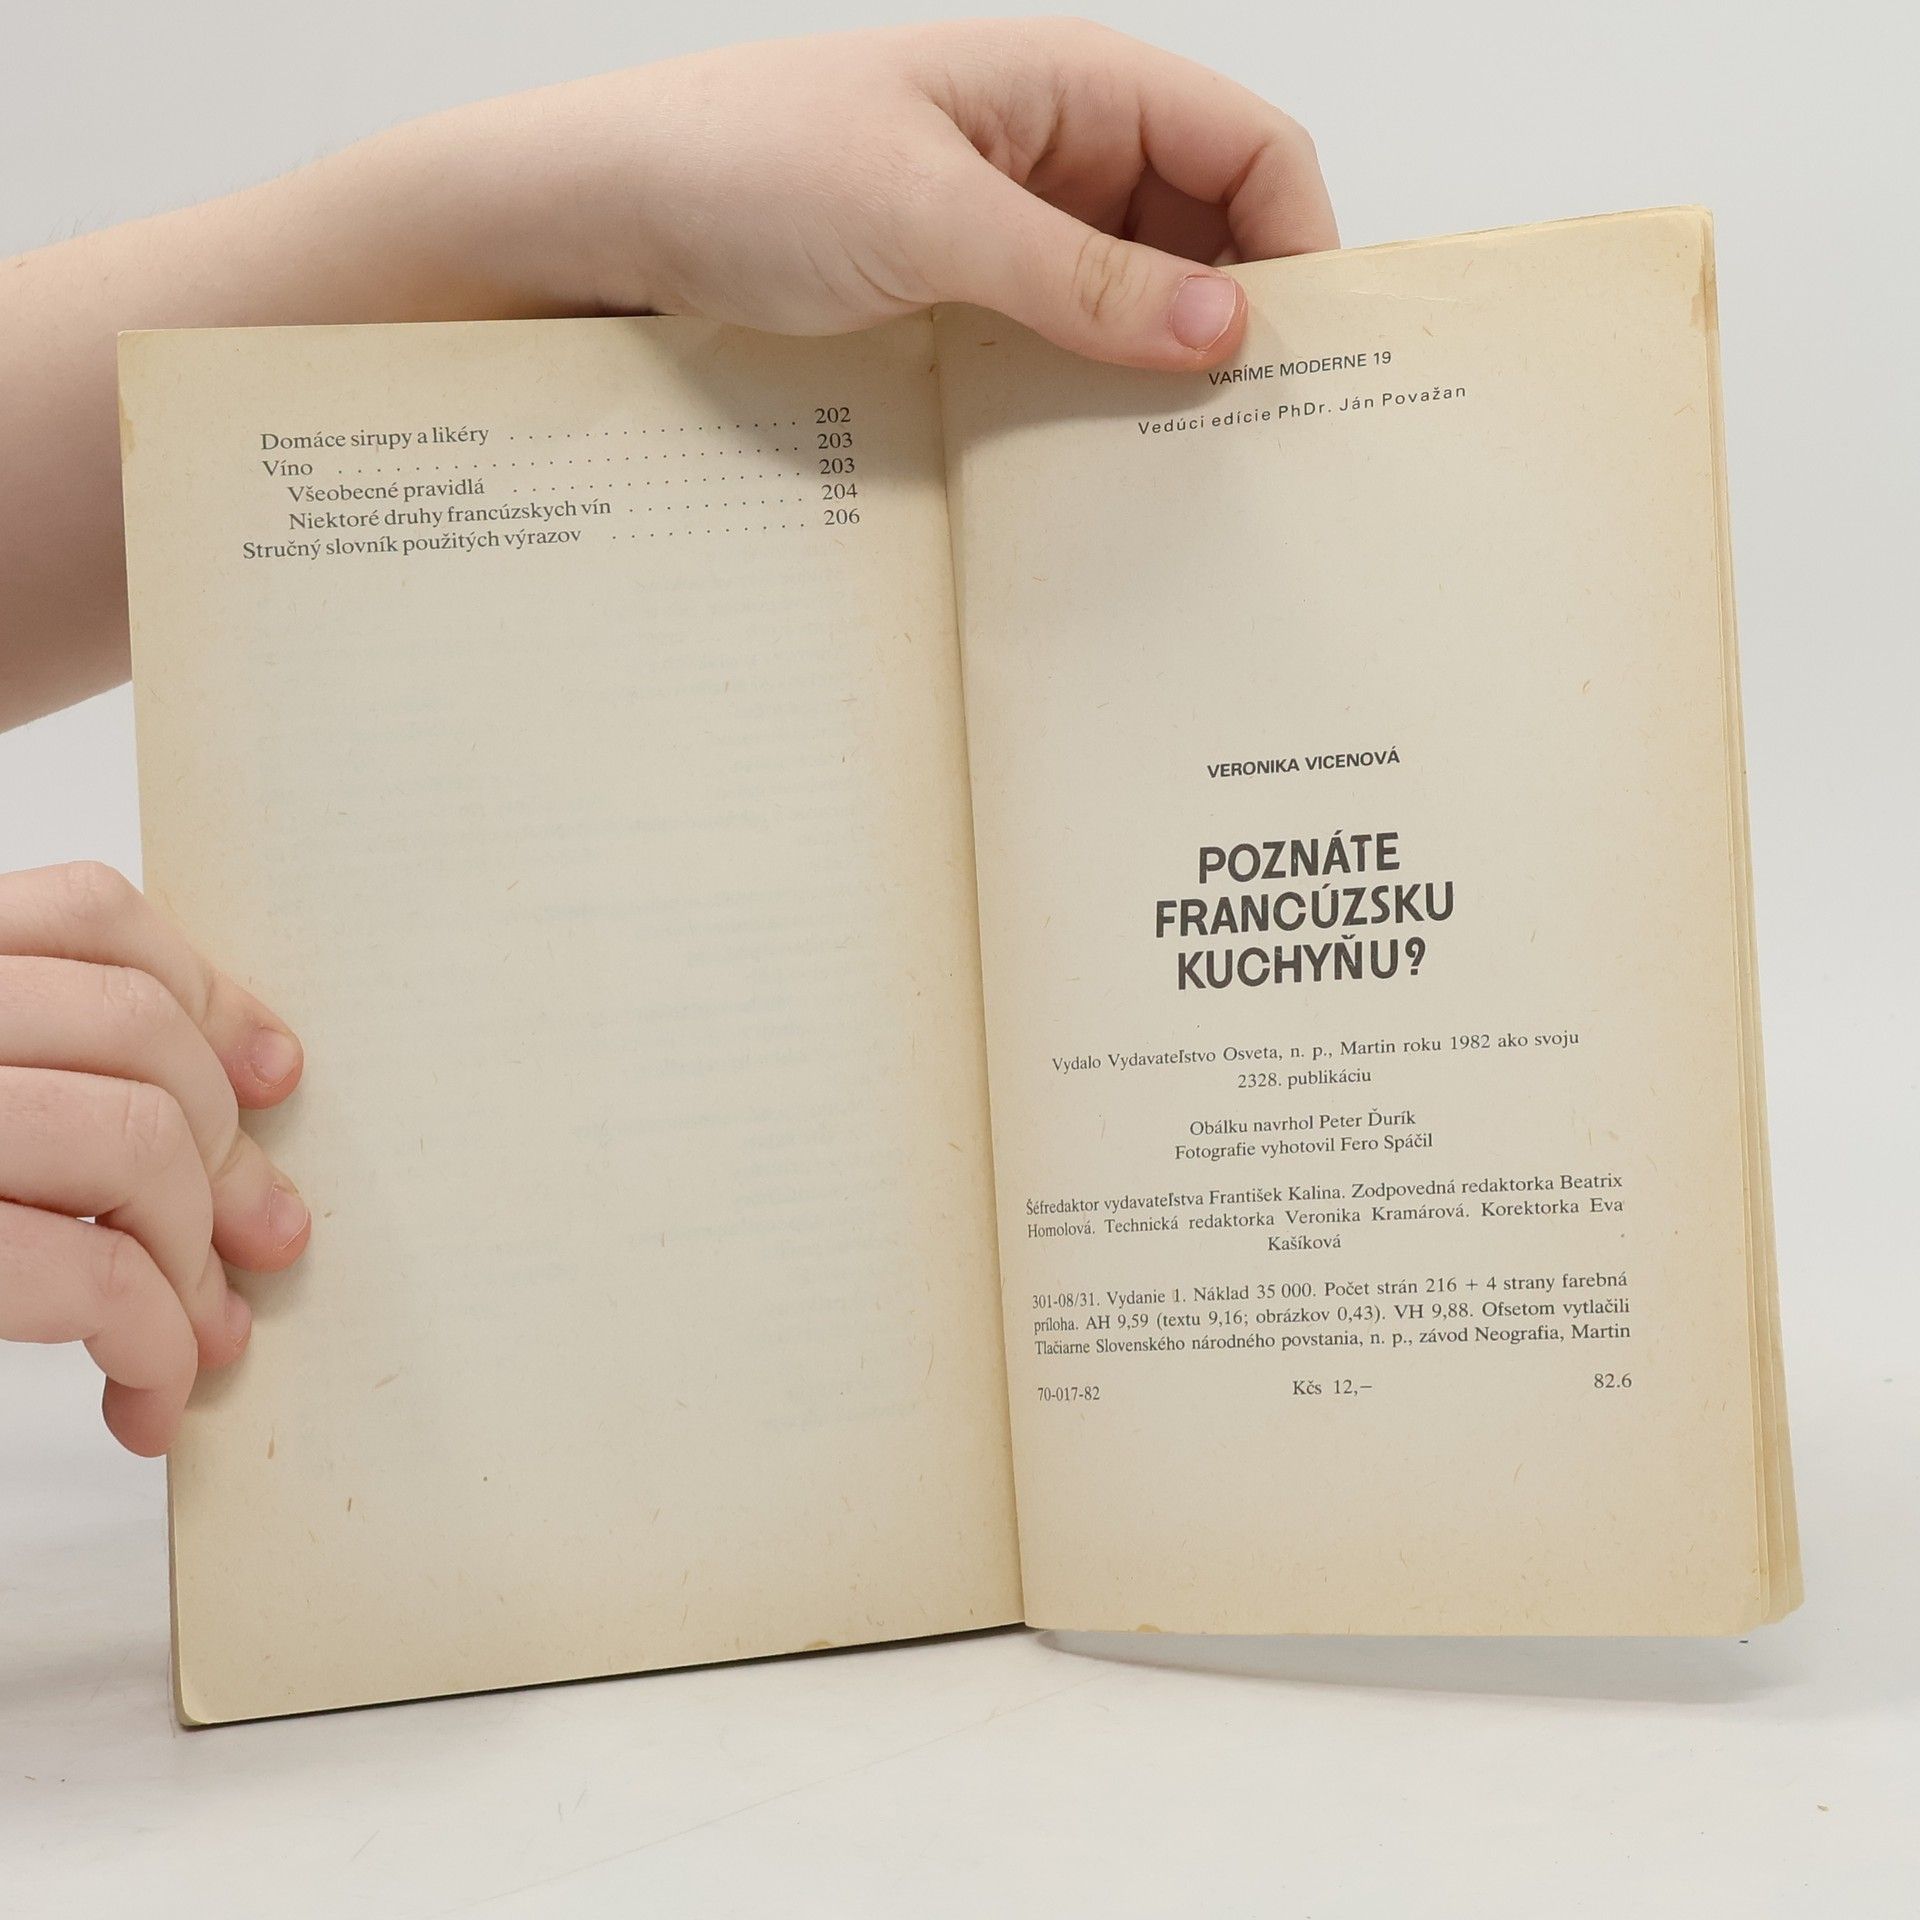 Domáce sirupy a likéry . . . . . . . . . . . . . . . . 202
Víno . . . . . . . . . . . . . . . . . . . . . . . . . 203
Všeobecné pravidlá . . . . . . . . . . . . . . . . 203
Niektoré druhy francúzskych vín . . . . . . . . . 204
Stručný slovník použitých výrazov . . . . . . . . . . 206
VARÍME MODERNE 19
Vedúci edície PhDr. Ján Považan
VERONIKA VICENOVÁ
POZNÁTE
FRANCÚZSKU
KUCHYŇU?
Vydalo Vydavateľstvo Osveta, n. p., Martin roku 1982 ako svoju
2328. publikáciu
Obálku navrhol Peter Ďurík
Fotografie vyhotovil Fero Spáčil
Šéfredaktor vydavateľstva František Kalina. Zodpovedná redaktorka Beatrix
Homolová. Technická redaktorka Veronika Kramárová. Korektorka Eva
Kašíková
301-08/31. Vydanie 1. Náklad 35 000. Počet strán 216 + 4 strany farebná
príloha. AH 9,59 (textu 9,16; obrázkov 0,43). VH 9,88. Ofsetom vytlačili
Tlačiarne Slovenského národného povstania, n. p., závod Neografia, Martin
70-017-82 Kčs 12,– 82.6